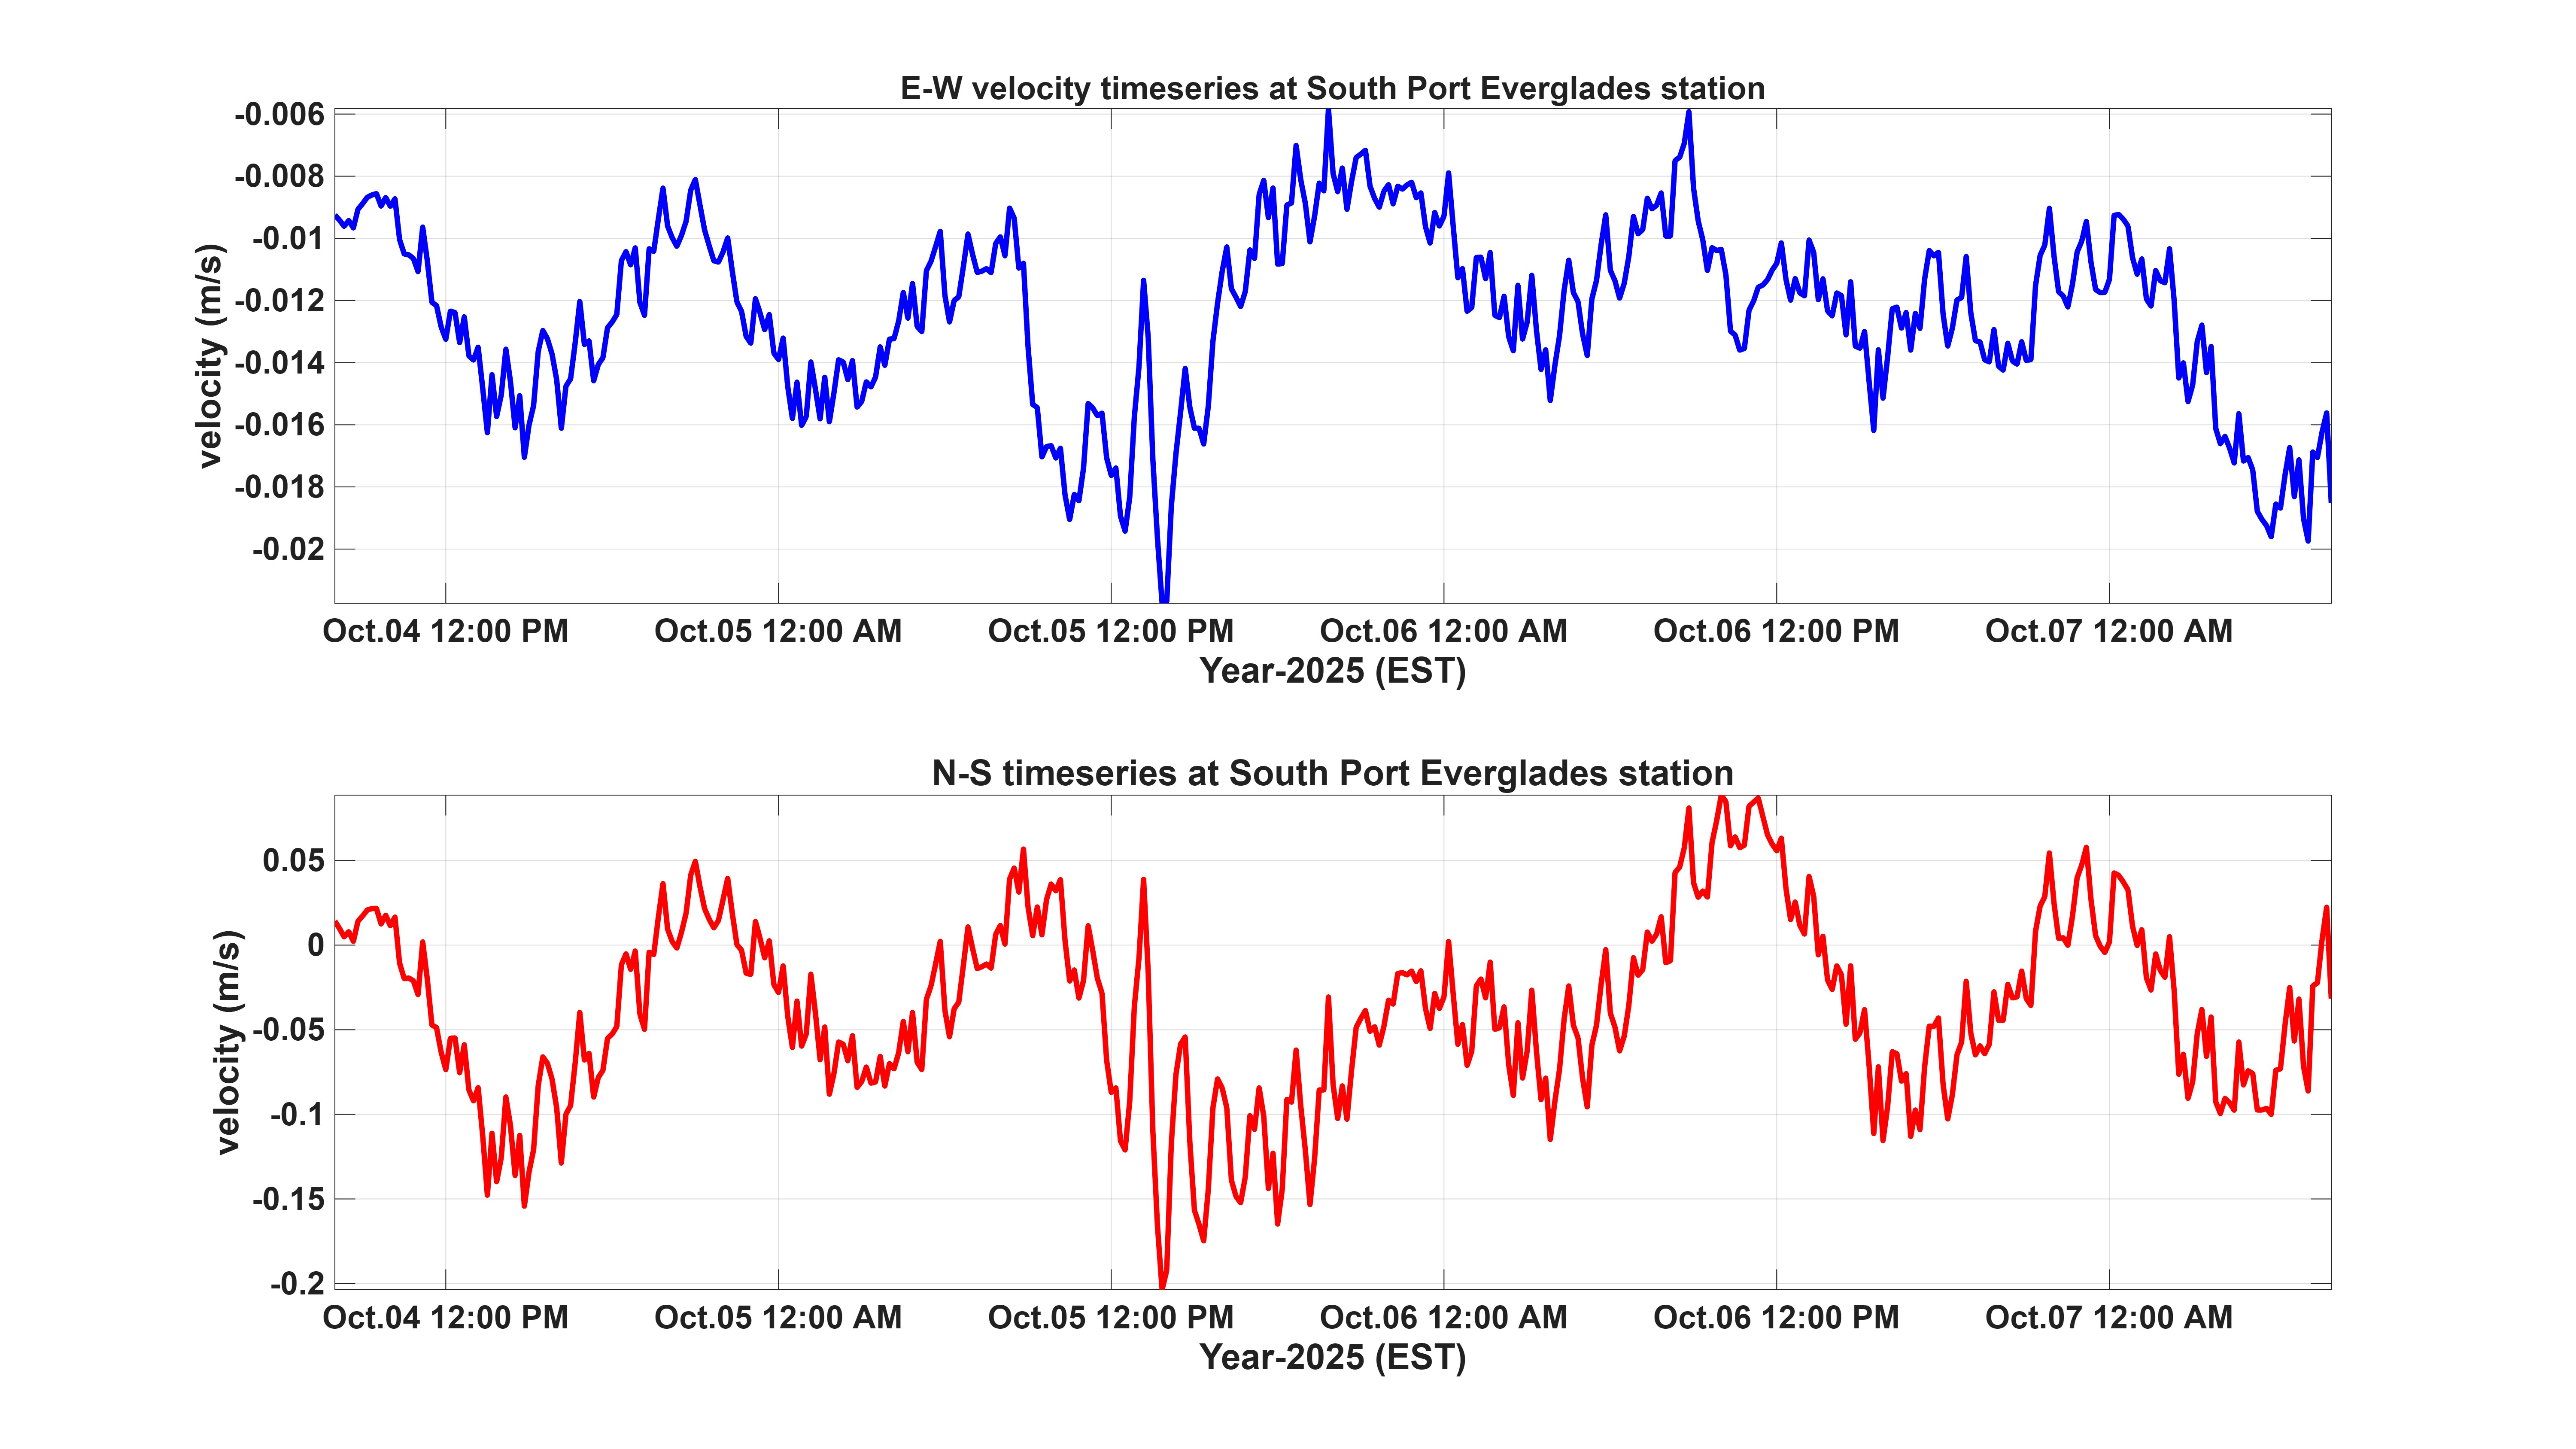 E-W velocity timeseries at South Port Everglades station
-0.006
-0.008
-0.01
-0.012
-0.014
-0.016
-0.018
-0.02
velocity (m/s)
Oct.04 12:00 PM Oct.05 12:00 AM Oct.05 12:00 PM Oct.06 12:00 AM Oct.06 12:00 PM Oct.07 12:00 AM
Year-2025 (EST)
N-S timeseries at South Port Everglades station
0.05
0
-0.05
-0.1
-0.15
-0.2
velocity (m/s)
Oct.04 12:00 PM Oct.05 12:00 AM Oct.05 12:00 PM Oct.06 12:00 AM Oct.06 12:00 PM Oct.07 12:00 AM
Year-2025 (EST)